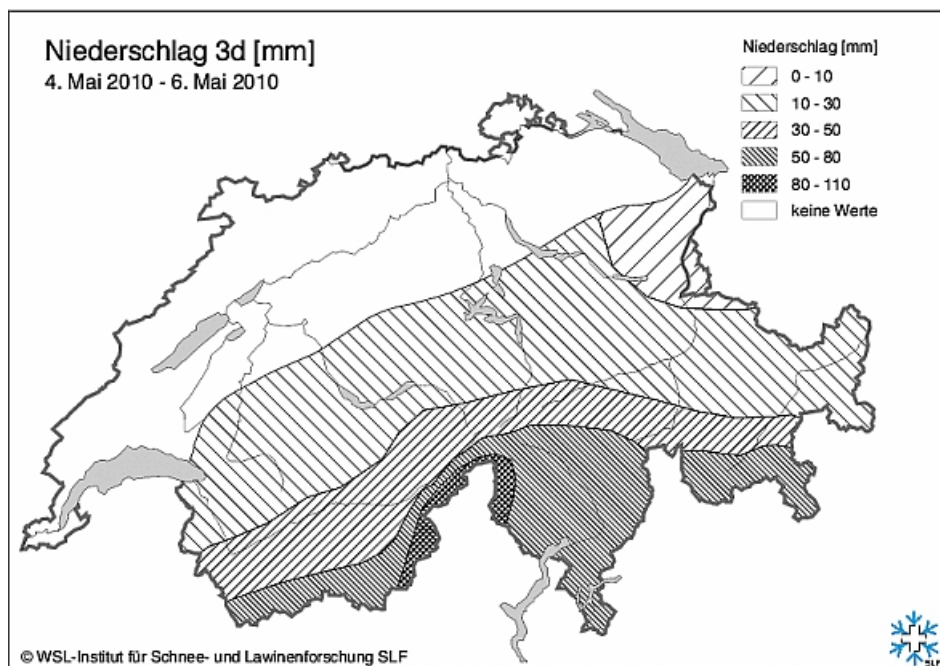 Niederschlag 3d [mm]
4. Mai 2010 - 6. Mai 2010
Niederschlag [mm]
0 - 10
10 - 30
30 - 50
50 - 80
80 - 110
keine Werte
© WSL-Institut für Schnee- und Lawinenforschung SLF